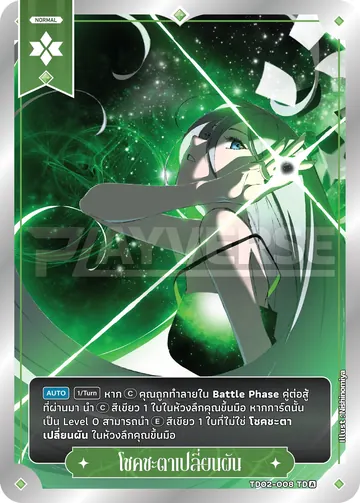 NORMAL
PLAYVERSE
Illust : Nishinomiya
AUTO 1/Turn หาก C คุณถูกทำลายใน Battle Phase คู่ต่อสู้
ที่ผ่านมา นำ C สีเขียว 1 ใบในห้วงลึกคุณขึ้นมือ หากการ์ดนั้น
เป็น Level 0 สามารถนำ E สีเขียว 1 ใบที่ไม่ใช่ โชคชะตา
เปลี่ยนผัน ในห้วงลึกคุณขึ้นมือ
โชคชะตาเปลี่ยนผัน
TD02-008 TD A